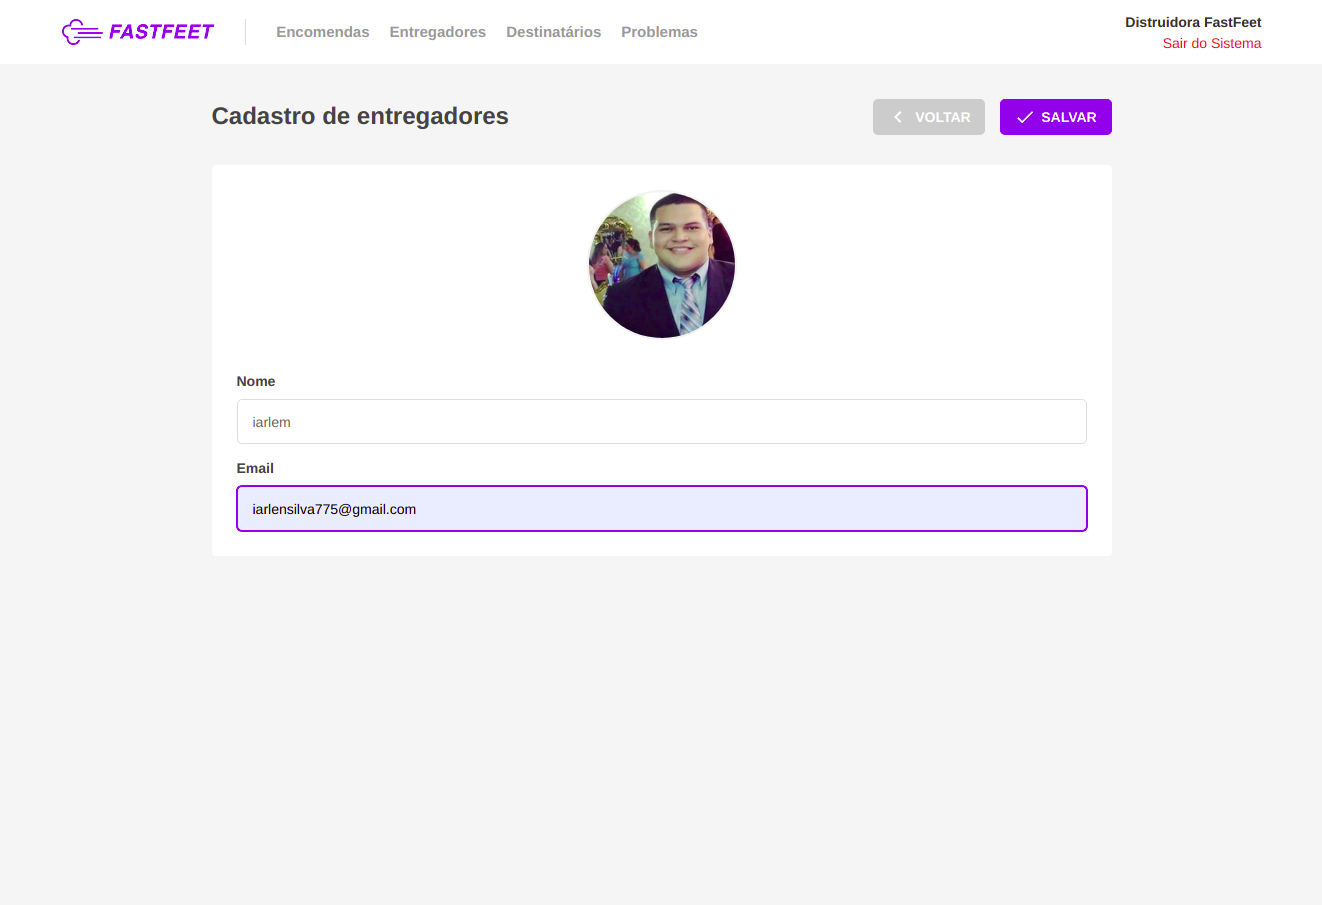 FASTFEET
Encomendas Entregadores Destinatários Problemas
Distruidora FastFeet
Sair do Sistema
Cadastro de entregadores
VOLTAR
SALVAR
Nome
iarlem
Email
iarlensilva775@gmail.com